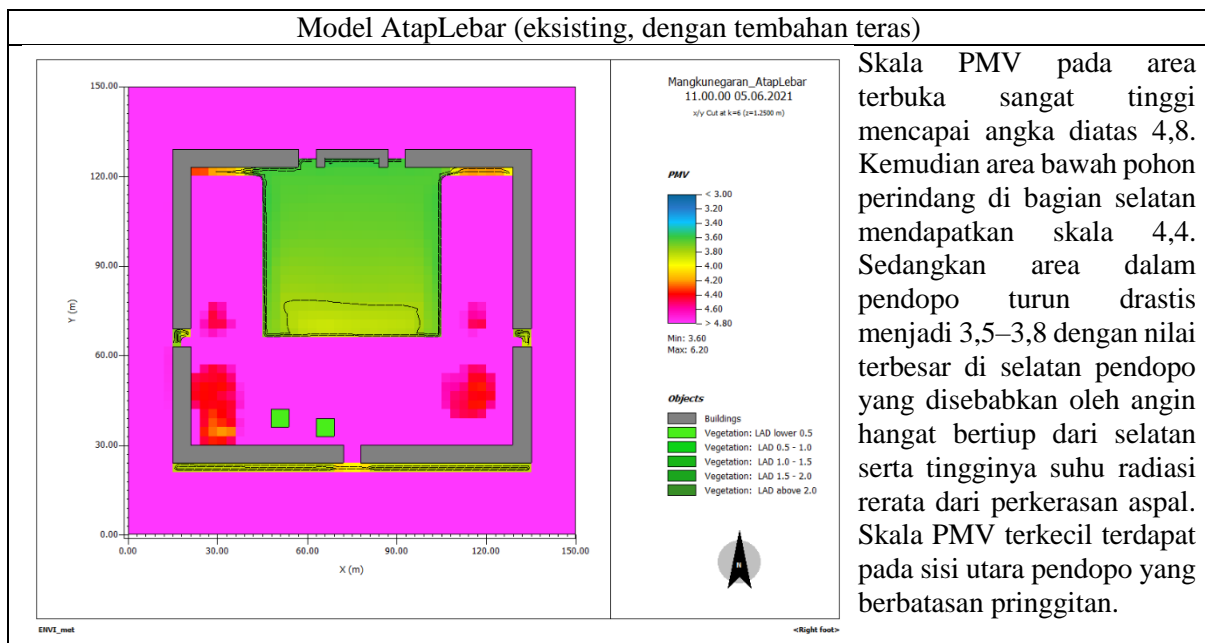 Model AtapLebar (eksisting, dengan tembahan teras)
Mangkunegaran_AtapLebar
11.00.00 05.06.2021
x/y Cut at k=6 (z=1.2500 m)
150.00
120.00
90.00
60.00
30.00
0.00
Y (m)
0.00 30.00 60.00 90.00 120.00 150.00
X (m)
PMV
< 3.00
3.20
3.40
3.60
3.80
4.00
4.20
4.40
4.60
> 4.80
Min: 3.60
Max: 6.20
Objects
Buildings
Vegetation: LAD lower 0.5
Vegetation: LAD 0.5 - 1.0
Vegetation: LAD 1.0 - 1.5
Vegetation: LAD 1.5 - 2.0
Vegetation: LAD above 2.0
N
ENVI_met
<Right foot>
Skala PMV pada area
terbuka sangat tinggi
mencapai angka diatas 4,8.
Kemudian area bawah pohon
perindang di bagian selatan
mendapatkan skala 4,4.
Sedangkan area dalam
pendopo turun drastis
menjadi 3,5–3,8 dengan nilai
terbesar di selatan pendopo
yang disebabkan oleh angin
hangat bertiup dari selatan
serta tingginya suhu radiasi
rerata dari perkerasan aspal.
Skala PMV terkecil terdapat
pada sisi utara pendopo yang
berbatasan pringgitan.